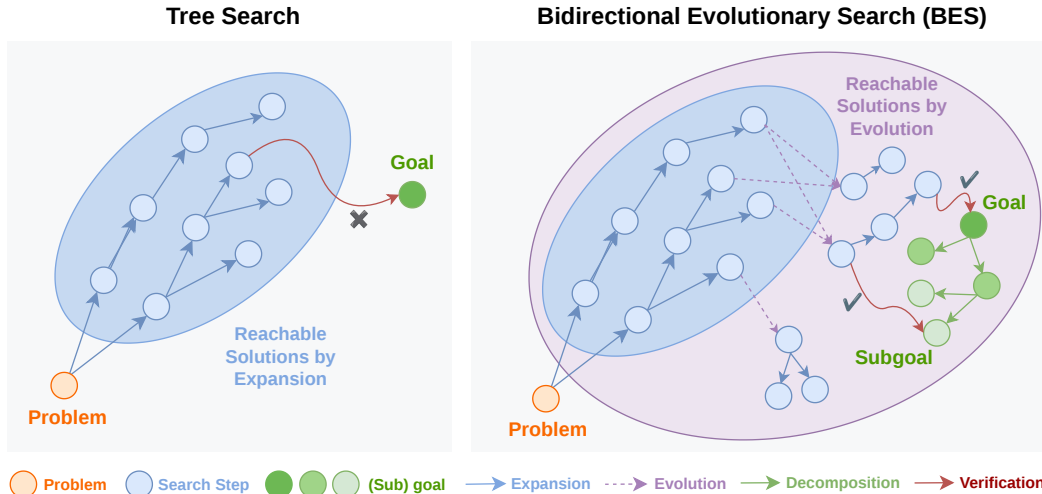 Tree Search
Bidirectional Evolutionary Search (BES)
Goal
Reachable
Solutions by
Expansion
Problem
Reachable
Solutions by
Evolution
Goal
Subgoal
Problem
Problem
Search Step
(Sub) goal
Expansion
Evolution
Decomposition
Verification